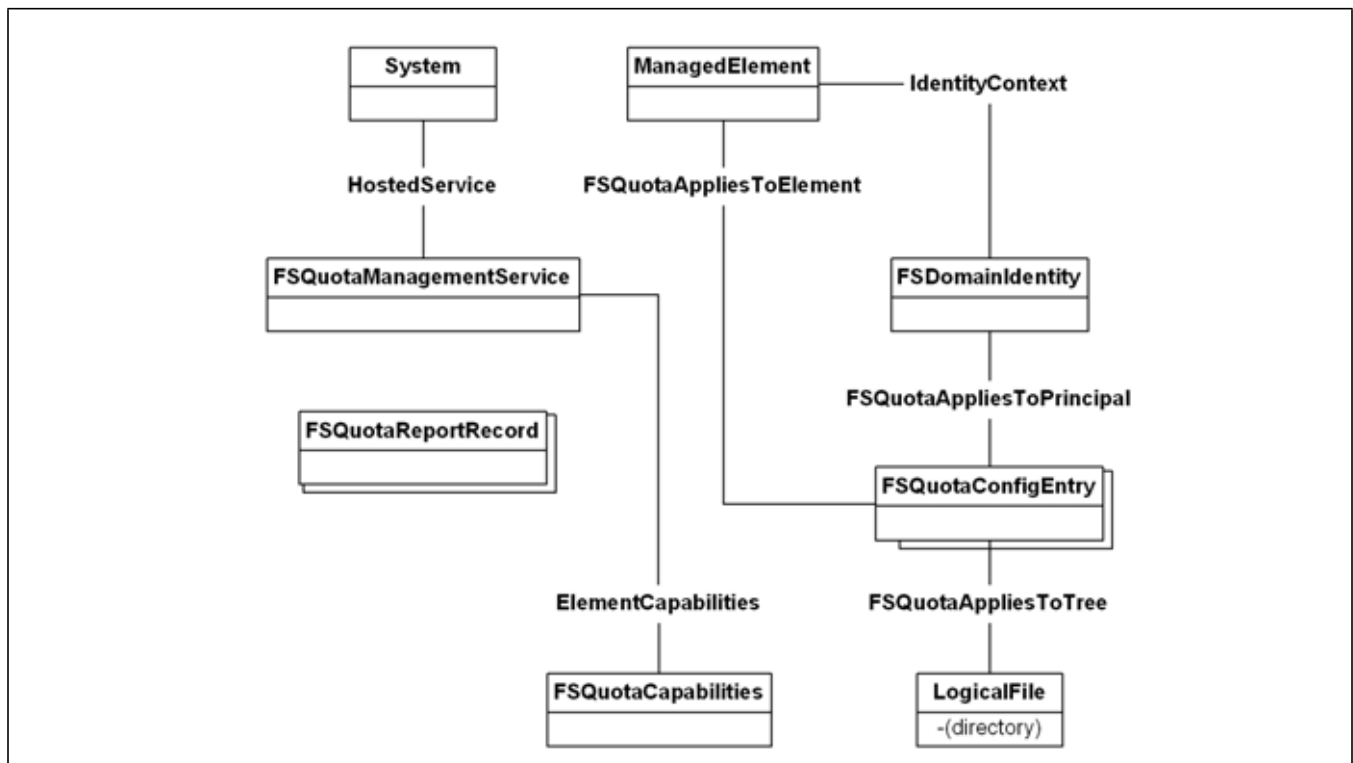 System
ManagedElement
IdentityContext
HostedService
FSQuotaAppliesToElement
FSQuotaManagementService
FSDomainIdentity
FSQuotaAppliesToPrincipal
FSQuotaReportRecord
FSQuotaConfigEntry
ElementCapabilities
FSQuotaAppliesToTree
FSQuotaCapabilities
LogicalFile
-(directory)